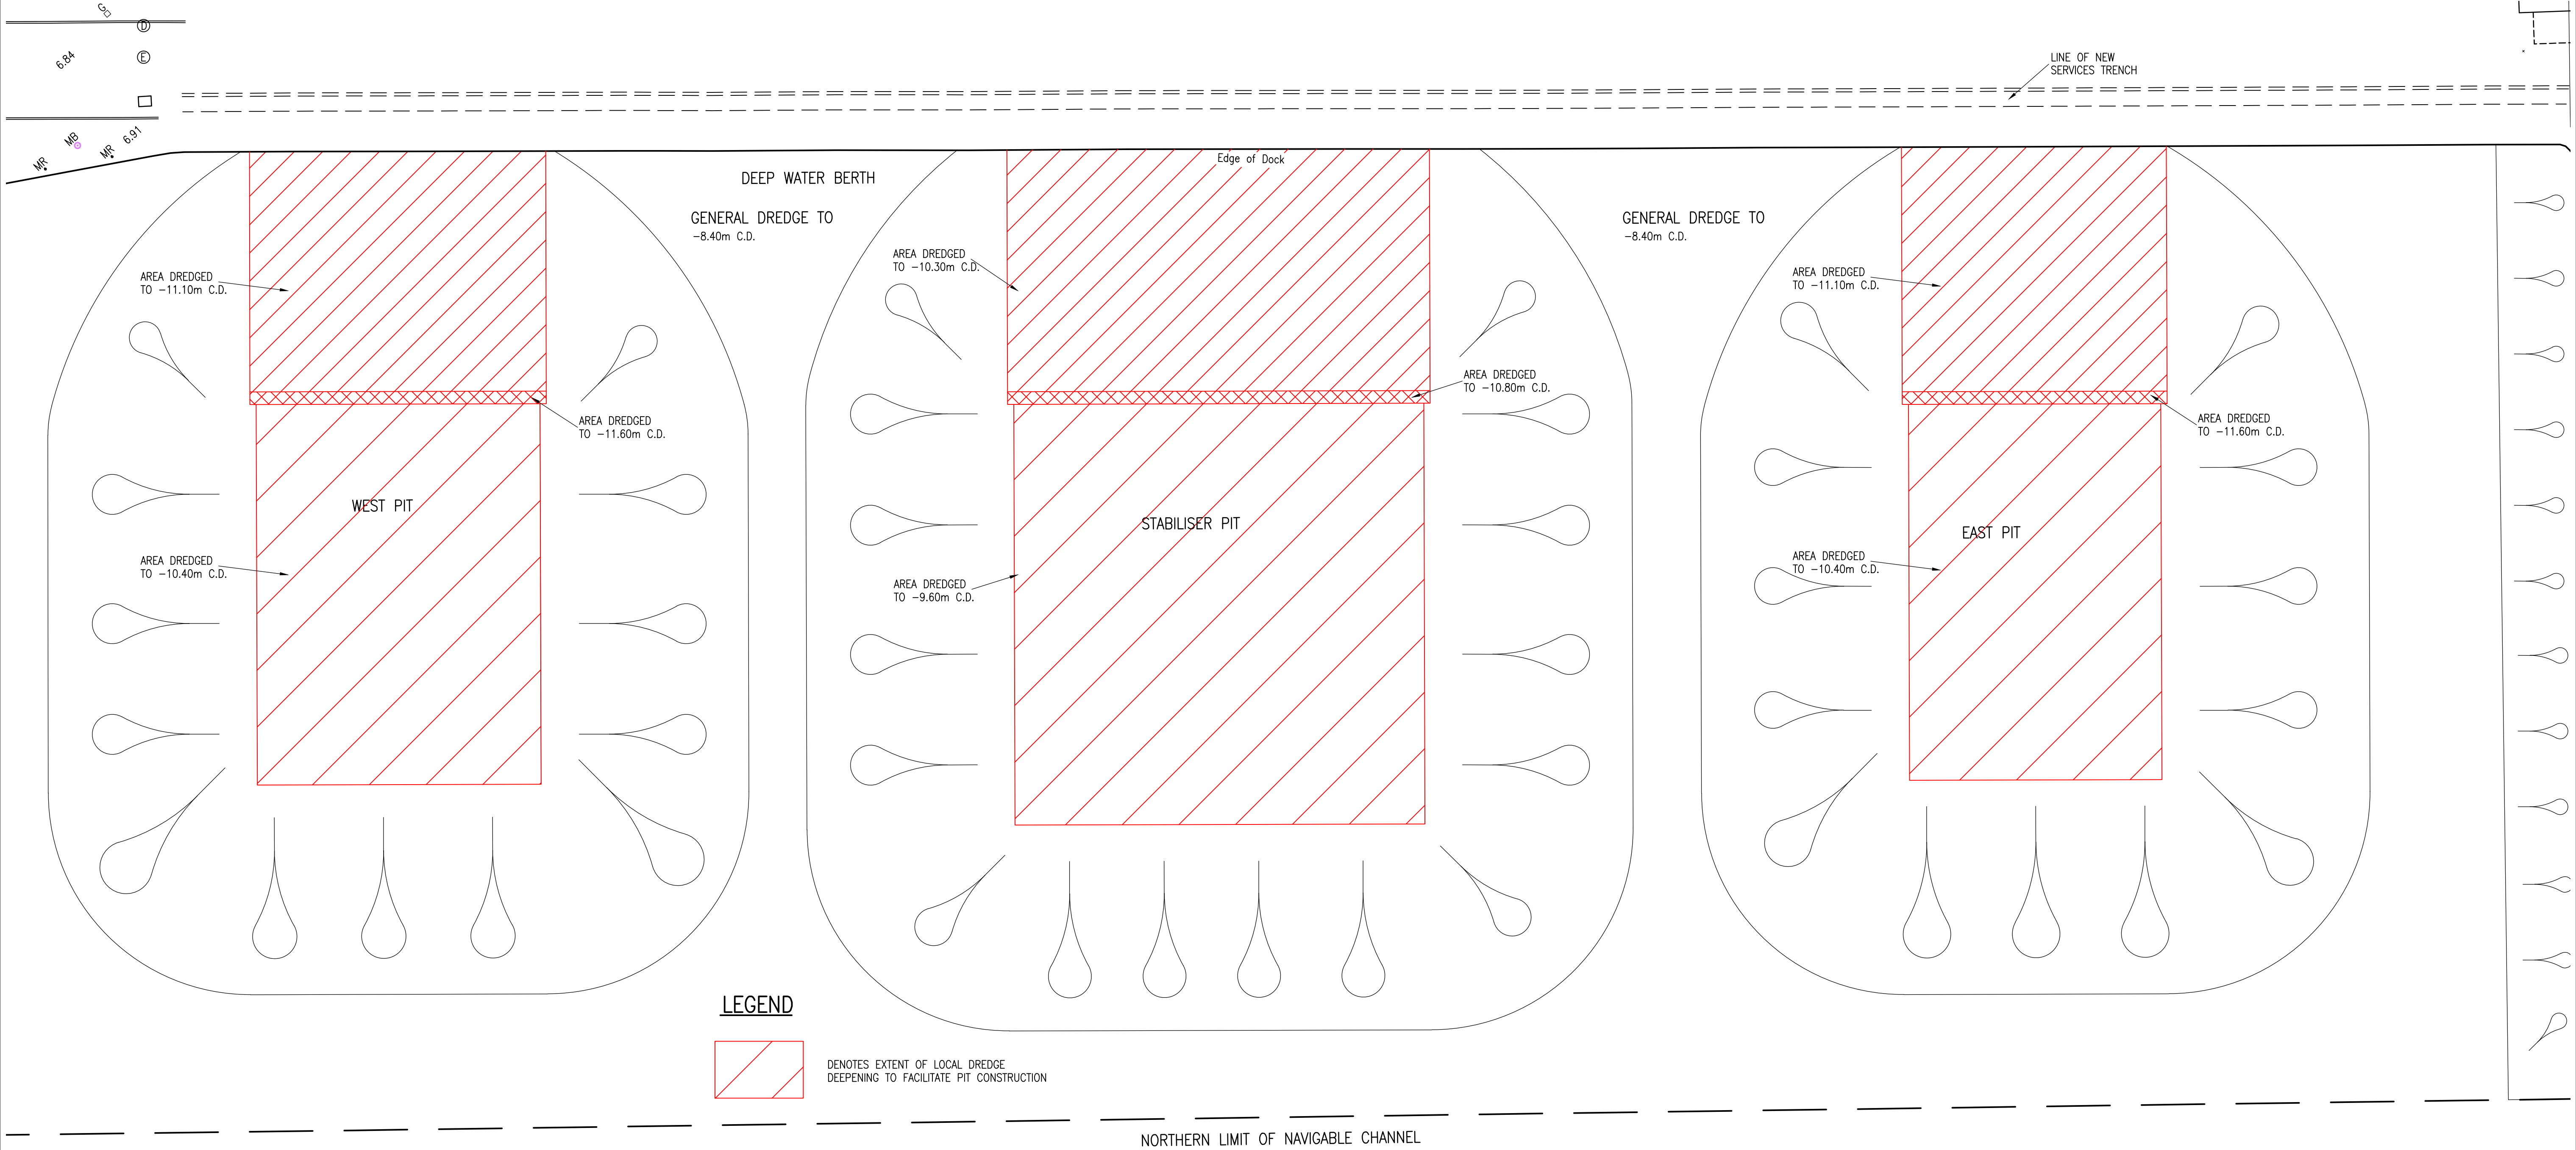 G
D
E
6.84
MR
MB
MR
6.91
LINE OF NEW
SERVICES TRENCH
Edge of Dock
DEEP WATER BERTH
GENERAL DREDGE TO
-8.40m C.D.
GENERAL DREDGE TO
-8.40m C.D.
AREA DREDGED
TO -11.10m C.D.
AREA DREDGED
TO -11.60m C.D.
WEST PIT
AREA DREDGED
TO -10.40m C.D.
AREA DREDGED
TO -10.30m C.D.
AREA DREDGED
TO -10.80m C.D.
STABILISER PIT
AREA DREDGED
TO -9.60m C.D.
AREA DREDGED
TO -11.10m C.D.
AREA DREDGED
TO -11.60m C.D.
EAST PIT
AREA DREDGED
TO -10.40m C.D.
LEGEND
DENOTES EXTENT OF LOCAL DREDGE
DEEPENING TO FACILITATE PIT CONSTRUCTION
NORTHERN LIMIT OF NAVIGABLE CHANNEL